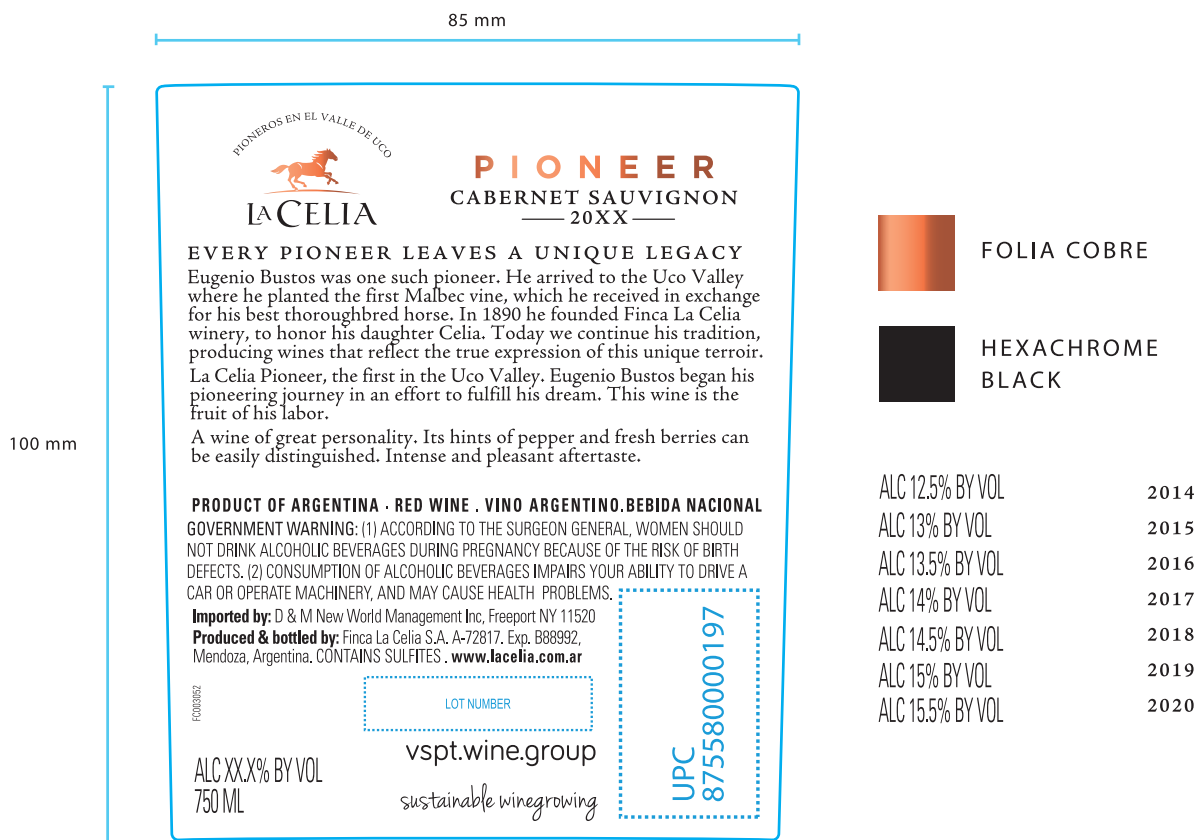 85 mm
100 mm
PIONEROS EN EL VALLE DE UCO
LA CELIA
PIONEER
CABERNET SAUVIGNON
20XX
EVERY PIONEER LEAVES A UNIQUE LEGACY
Eugenio Bustos was one such pioneer. He arrived to the Uco Valley
where he planted the first Malbec vine, which he received in exchange
for his best thoroughbred horse. In 1890 he founded Finca La Celia
winery, to honor his daughter Celia. Today we continue his tradition,
producing wines that reflect the true expression of this unique terroir.
La Celia Pioneer, the first in the Uco Valley. Eugenio Bustos began his
pioneering journey in an effort to fulfill his dream. This wine is the
fruit of his labor.
A wine of great personality. Its hints of pepper and fresh berries can
be easily distinguished. Intense and pleasant aftertaste.
PRODUCT OF ARGENTINA · RED WINE . VINO ARGENTINO.BEBIDA NACIONAL
GOVERNMENT WARNING: (1) ACCORDING TO THE SURGEON GENERAL, WOMEN SHOULD
NOT DRINK ALCOHOLIC BEVERAGES DURING PREGNANCY BECAUSE OF THE RISK OF BIRTH
DEFECTS. (2) CONSUMPTION OF ALCOHOLIC BEVERAGES IMPAIRS YOUR ABILITY TO DRIVE A
CAR OR OPERATE MACHINERY, AND MAY CAUSE HEALTH PROBLEMS.
Imported by: D & M New World Management Inc, Freeport NY 11520
Produced & bottled by: Finca La Celia S.A. A-72817. Exp. B88992,
Mendoza, Argentina. CONTAINS SULFITES . www.lacelia.com.ar
FC003052
LOT NUMBER
vspt.wine.group
sustainable winegrowing
ALC XX.X% BY VOL
750 ML
UPC
87558000197
FOLIA COBRE
HEXACHROME
BLACK
ALC 12.5% BY VOL 2014
ALC 13% BY VOL 2015
ALC 13.5% BY VOL 2016
ALC 14% BY VOL 2017
ALC 14.5% BY VOL 2018
ALC 15% BY VOL 2019
ALC 15.5% BY VOL 2020